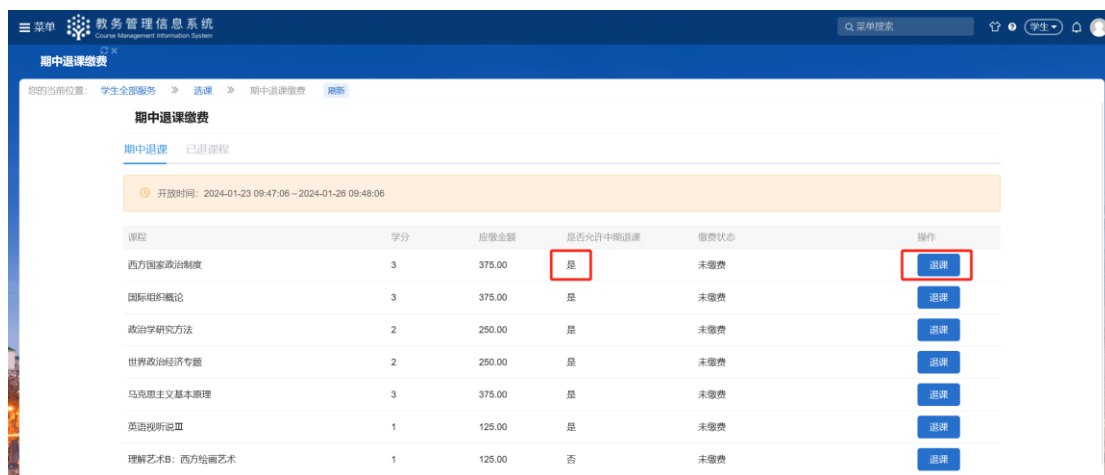 菜单 教务管理信息系统 菜单搜索 学生
Course Management Information System
期中退课缴费
您的当前位置： 学生全部服务 》 选课 》 期中退课缴费 刷新
期中退课缴费
期中退课 已退课程
开放时间：2024-01-23 09:47:06～2024-01-26 09:48:06
课程 学分 应缴金额 是否允许中期退课 缴费状态 操作
西方国家政治制度 3 375.00 是 未缴费 退课
国际组织概论 3 375.00 是 未缴费 退课
政治学研究方法 2 250.00 是 未缴费 退课
世界政治经济专题 2 250.00 是 未缴费 退课
马克思主义基本原理 3 375.00 是 未缴费 退课
英语视听说Ⅲ 1 125.00 是 未缴费 退课
理解艺术B：西方绘画艺术 1 125.00 否 未缴费 退课